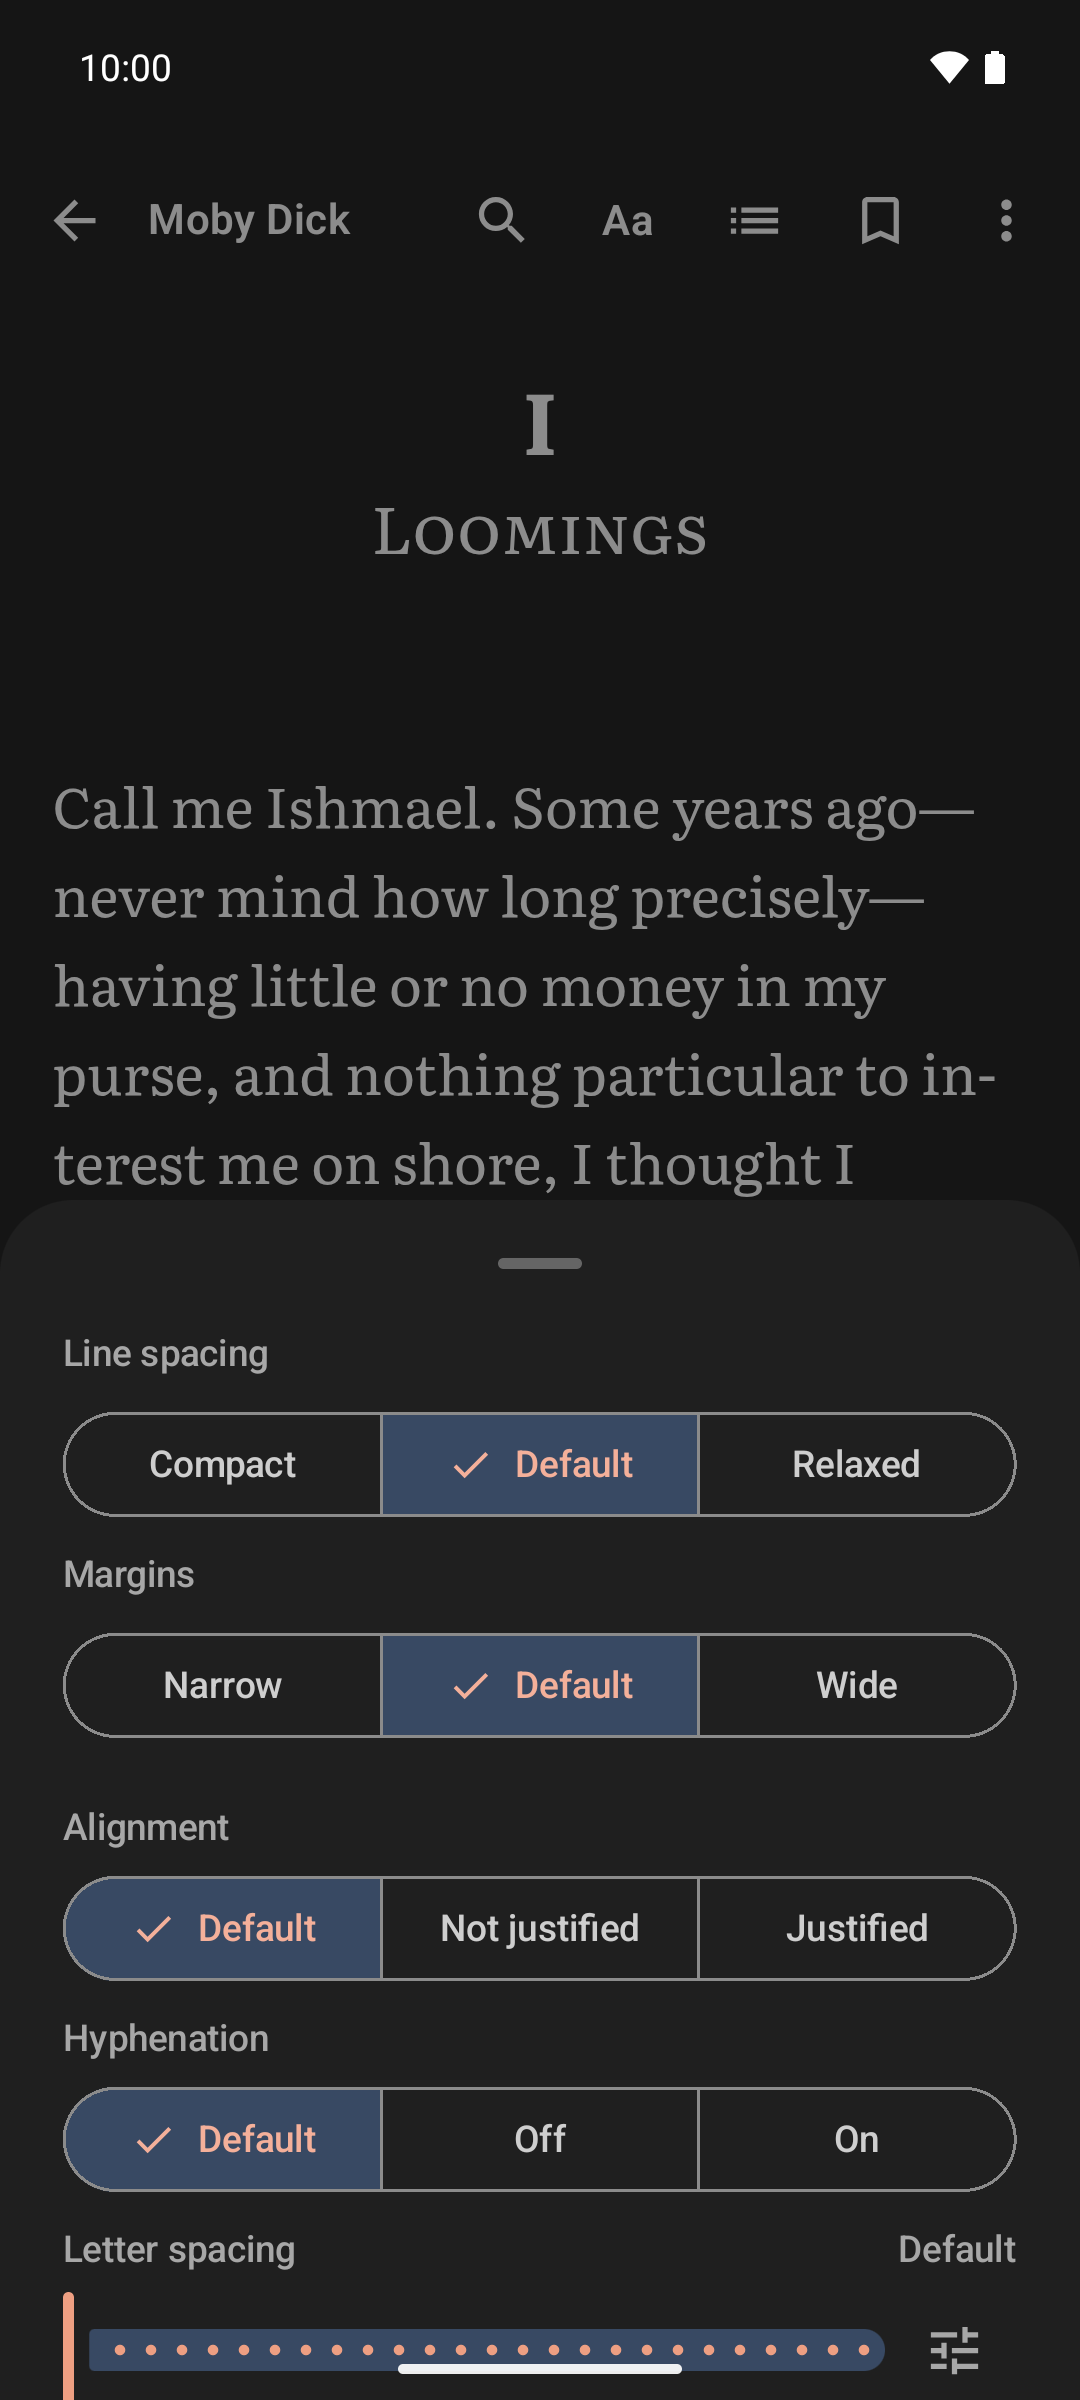 10:00
Moby Dick Aa
I
LOOMINGS
Call me Ishmael. Some years ago—
never mind how long precisely—
having little or no money in my
purse, and nothing particular to in-
terest me on shore, I thought I
Line spacing
Compact Default Relaxed
Margins
Narrow Default Wide
Alignment
Default Not justified Justified
Hyphenation
Default Off On
Letter spacing Default